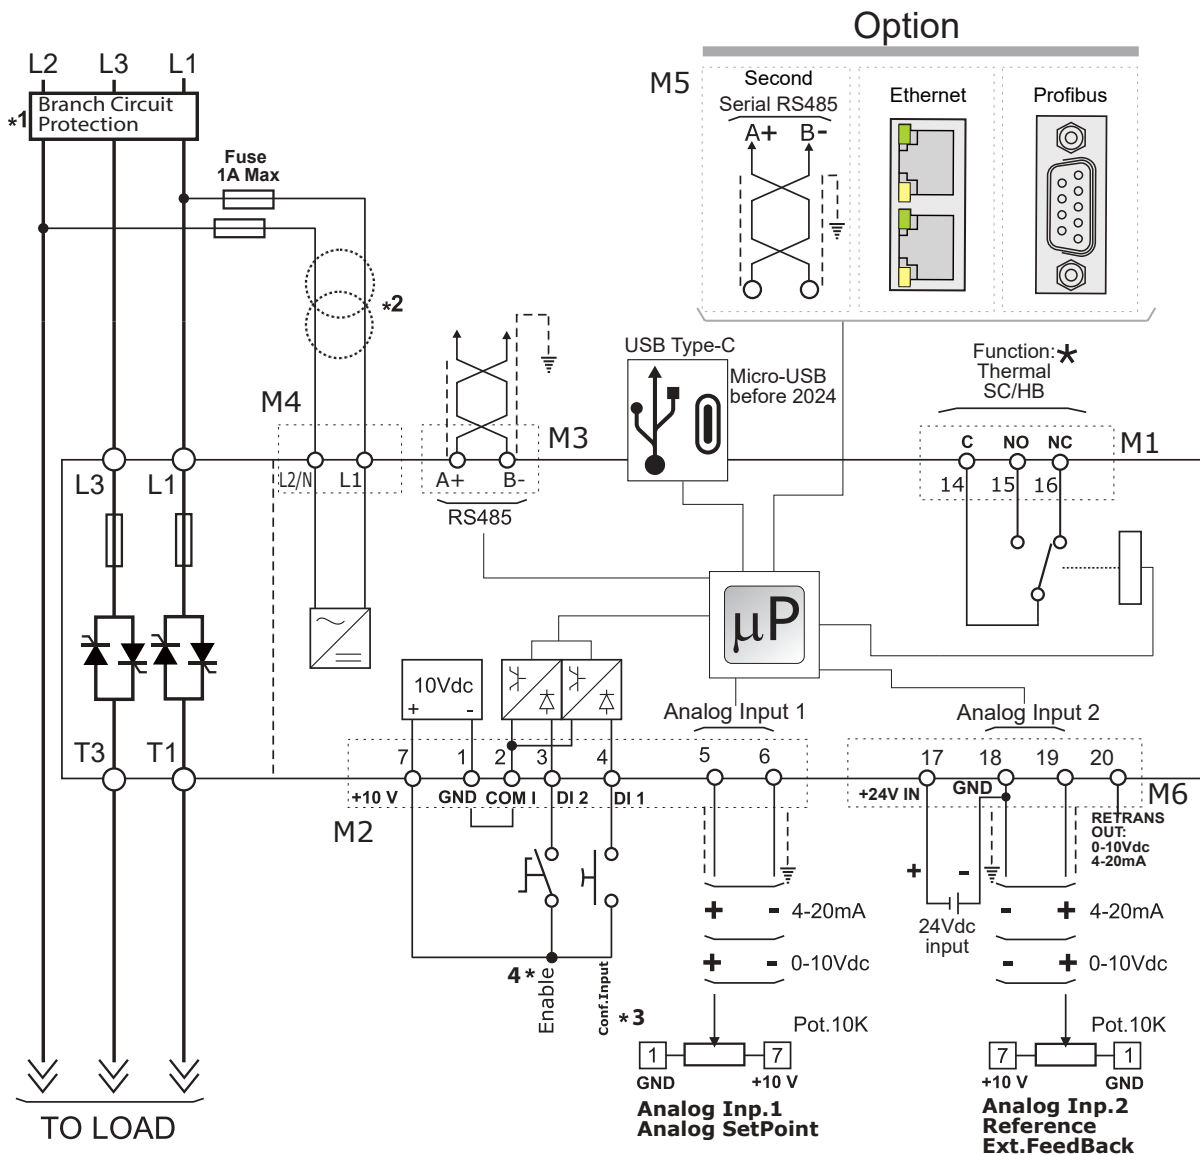 Option
L2 L3 L1
*1
Branch Circuit
Protection
Fuse
1A Max
*2
M5
Second
Serial RS485
A+ B-
Ethernet
Profibus
USB Type-C
Micro-USB
before 2024
Function:*
Thermal
SC/HB
M4
M3
M1
C NO NC
14 15 16
L3 L1
L2/N L1
A+ B-
RS485
µP
10Vdc
+ -
Analog Input 1
Analog Input 2
T3 T1
7 1 2 3 4 5 6
17 18 19 20
+10 V GND COM I DI 2 DI 1
+24V IN GND
M2
M6
RETRANS
OUT:
0-10Vdc
4-20mA
+ -
24Vdc
input
+ - 4-20mA
- + 4-20mA
+ - 0-10Vdc
- + 0-10Vdc
4*
Enable
Conf.Input
*3
Pot.10K
1 7
GND +10 V
Analog Inp.1
Analog SetPoint
Pot.10K
7 1
+10 V GND
Analog Inp.2
Reference
Ext.FeedBack
TO LOAD